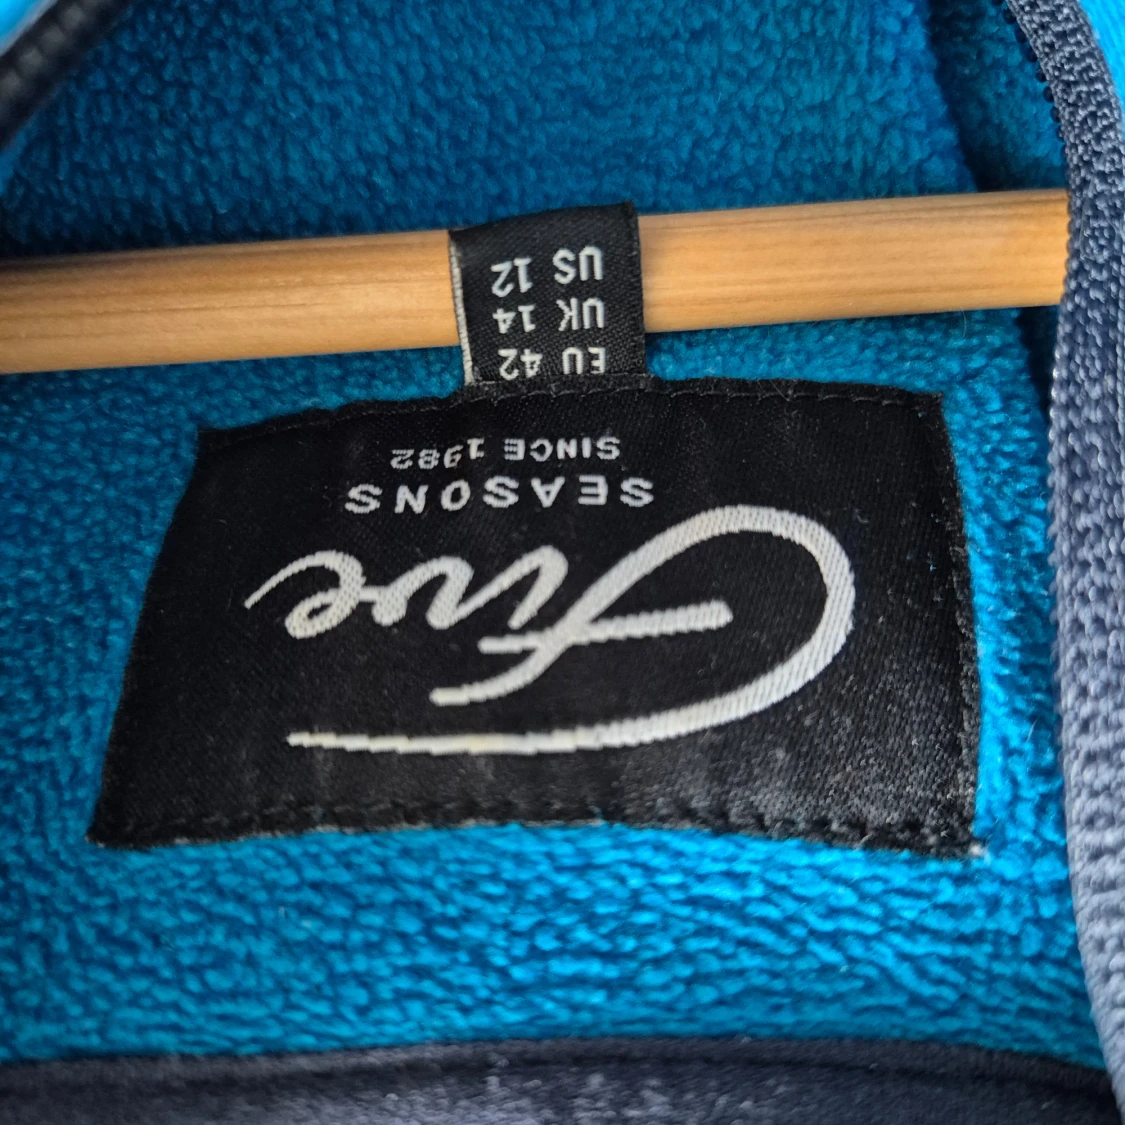 Five
SEASONS
SINCE 1982
EU 42
UK 14
US 12